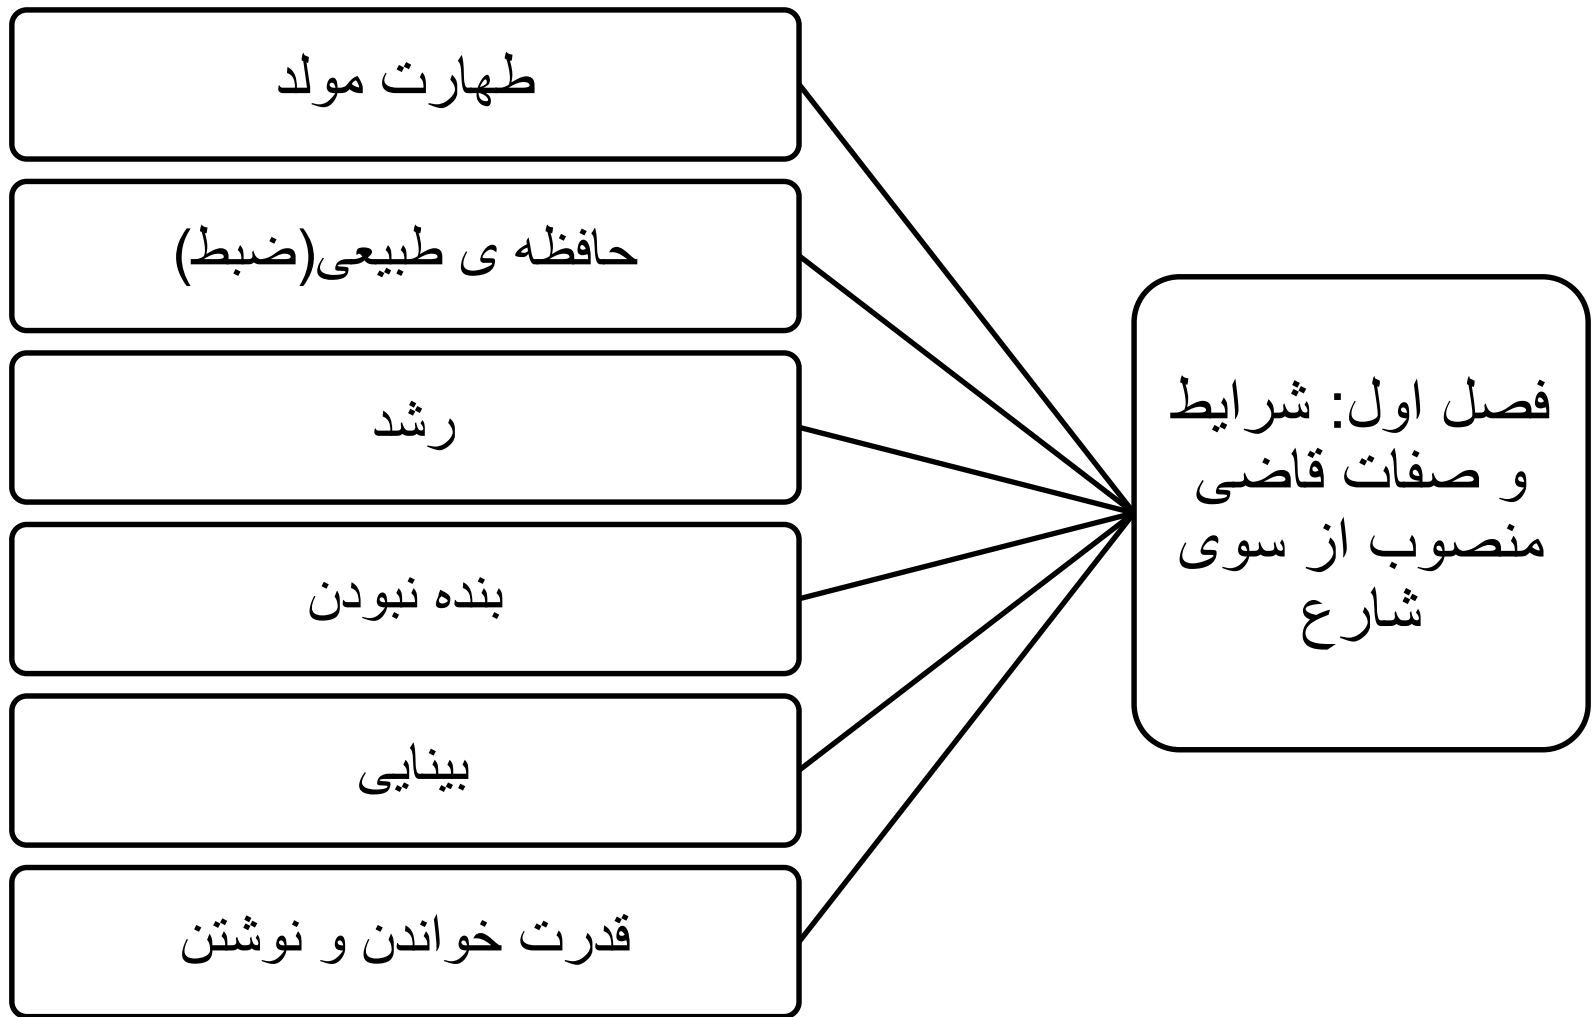 فصل اول: شرایط
و صفات قاضی
منصوب از سوی
شارع
طهارت مولد
حافظه ی طبیعی(ضبط)
رشد
بنده نبودن
بینایی
قدرت خواندن و نوشتن